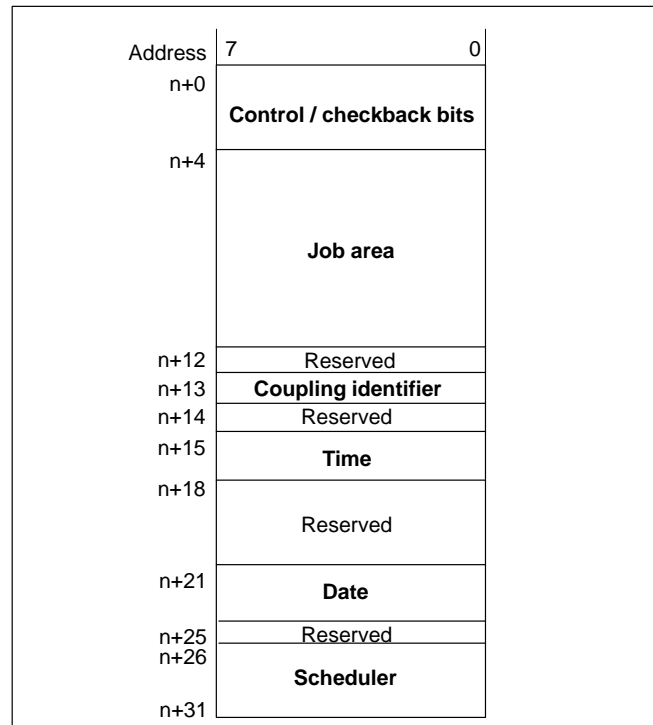 Address 7 0
n+0
Control / checkback bits
n+4
Job area
n+12 Reserved
n+13 Coupling identifier
n+14 Reserved
n+15
Time
n+18
Reserved
n+21
Date
n+25 Reserved
n+26
Scheduler
n+31